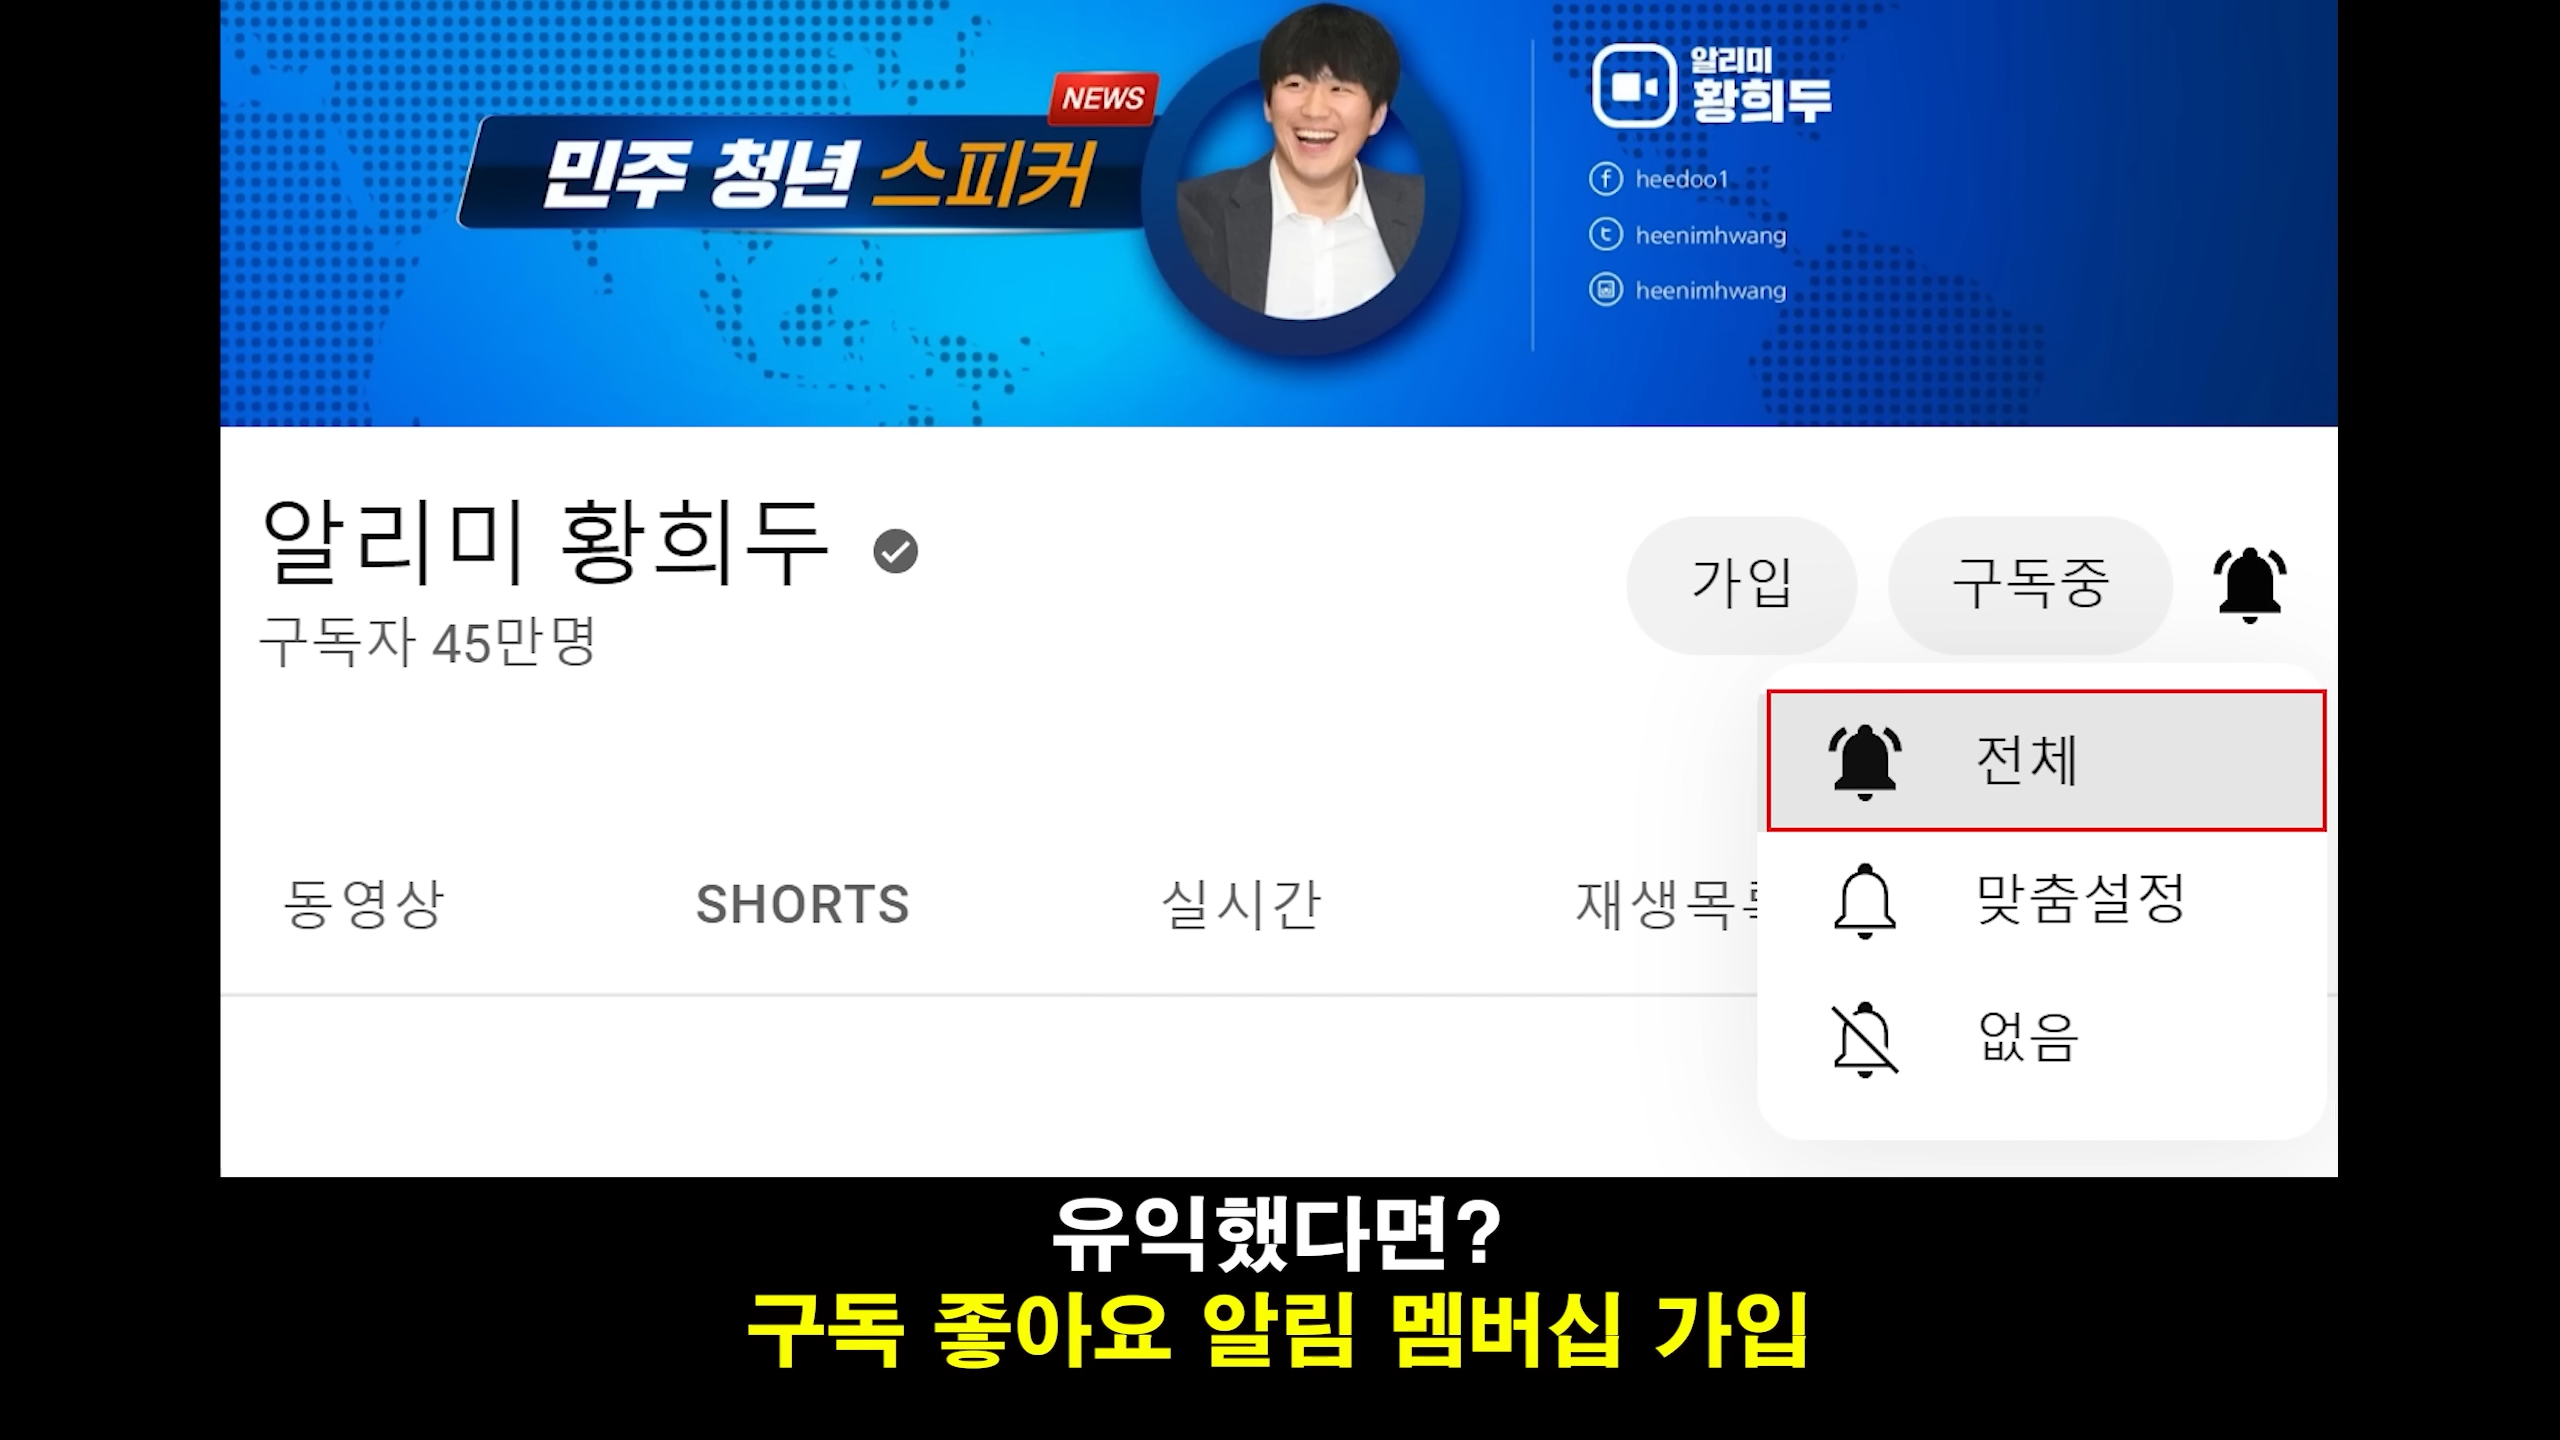 NEWS
민주 청년 스피커
알리미
황희두
heedoo1
heenimhwang
heenimhwang
알리미 황희두
구독자 45만명
가입
구독중
전체
맞춤설정
없음
동영상
SHORTS
실시간
재생목
유익했다면?
구독 좋아요 알림 멤버십 가입